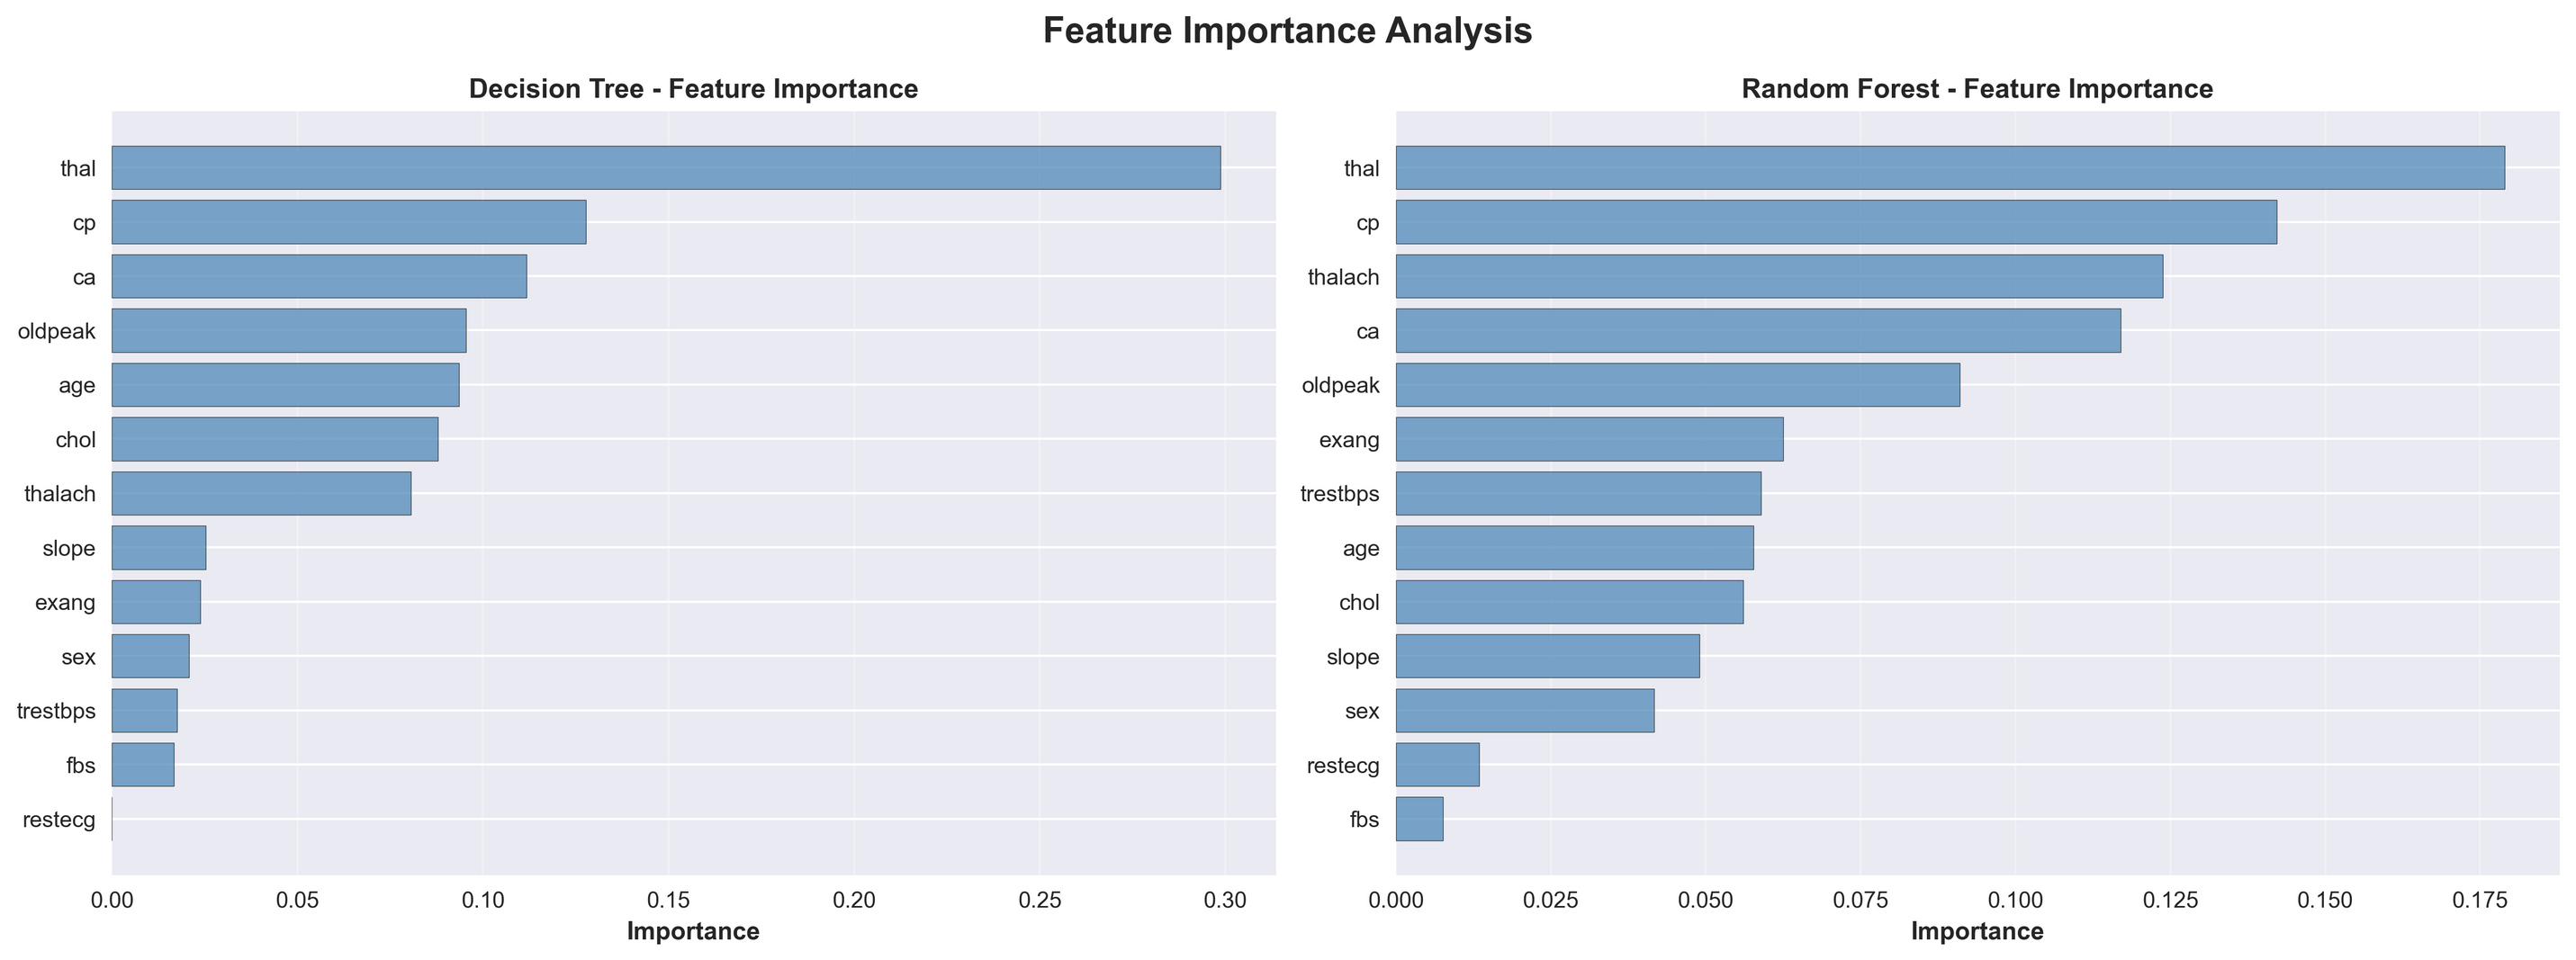 Feature Importance Analysis
Decision Tree - Feature Importance
thal
cp
ca
oldpeak
age
chol
thalach
slope
exang
sex
trestbps
fbs
restecg
0.00 0.05 0.10 0.15 0.20 0.25 0.30
Importance
Random Forest - Feature Importance
thal
cp
thalach
ca
oldpeak
exang
trestbps
age
chol
slope
sex
restecg
fbs
0.000 0.025 0.050 0.075 0.100 0.125 0.150 0.175
Importance